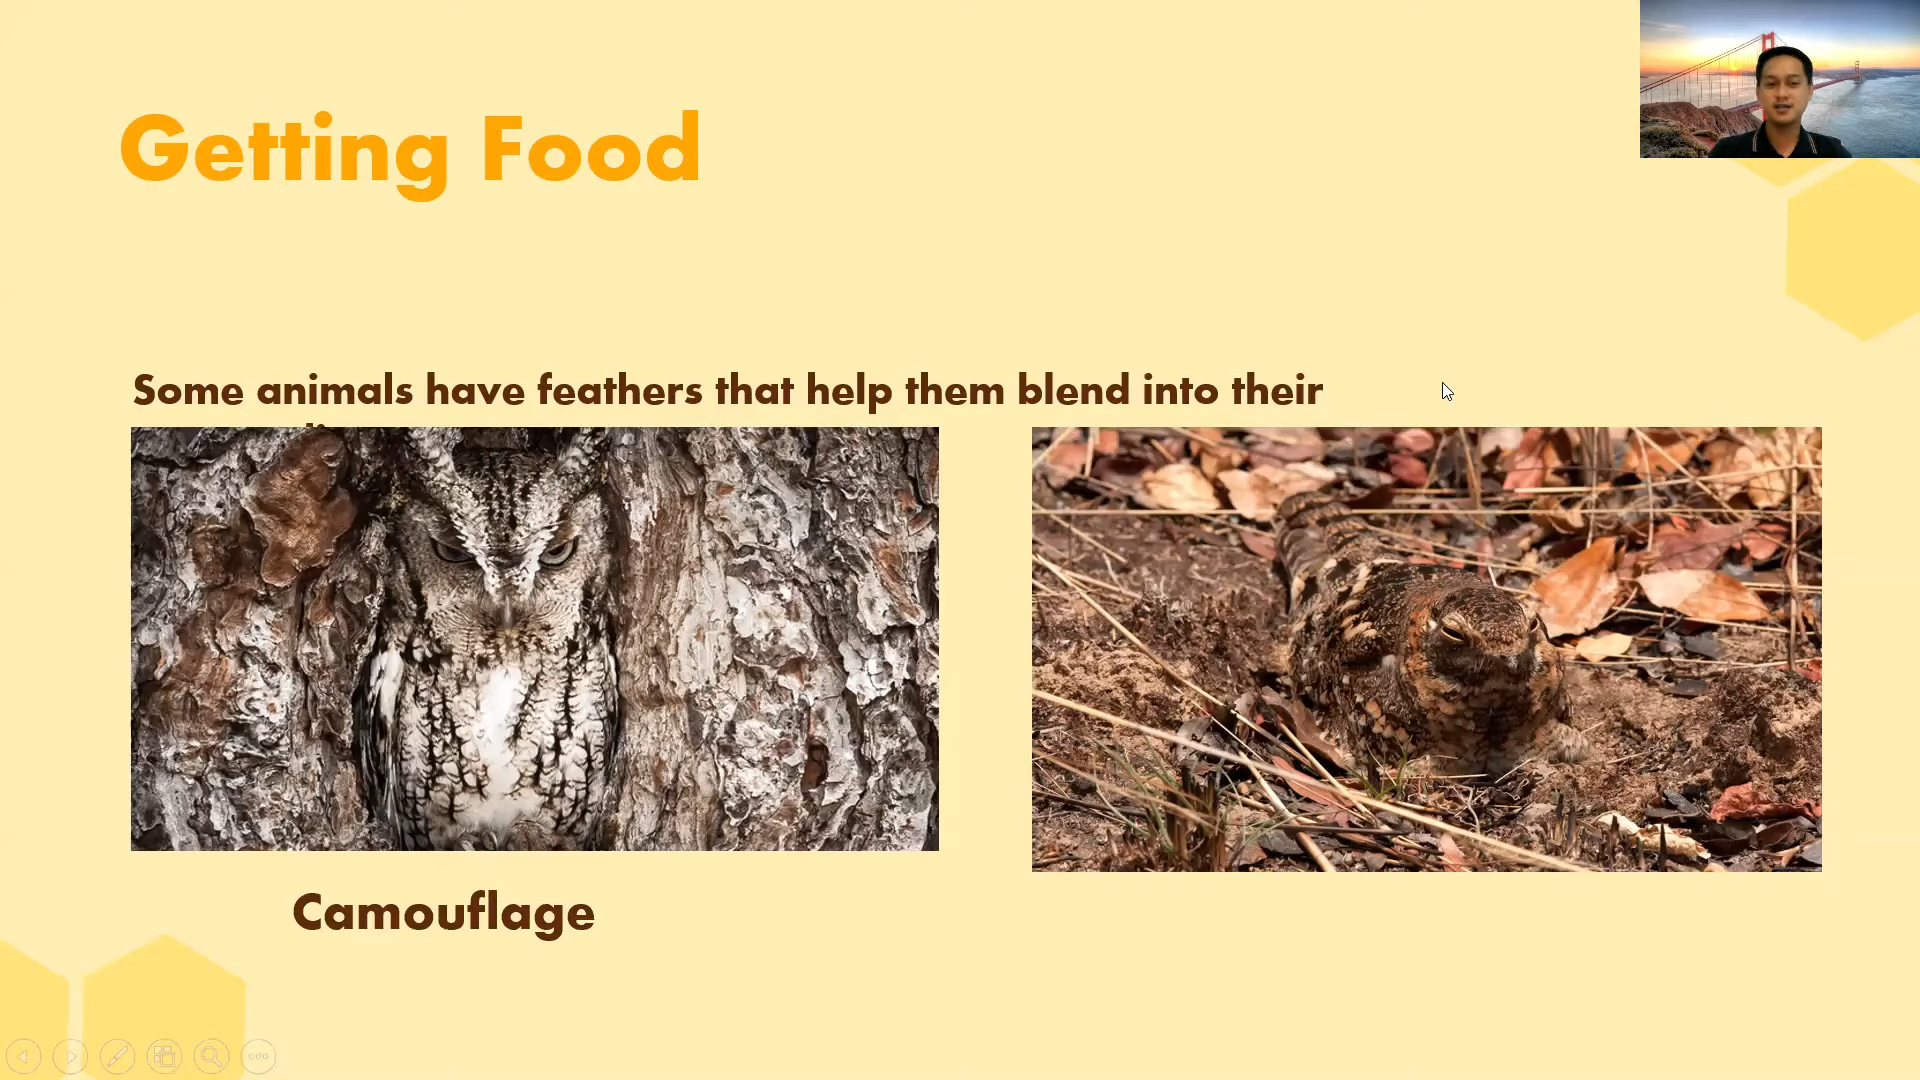 Getting Food
Some animals have feathers that help them blend into their
Camouflage